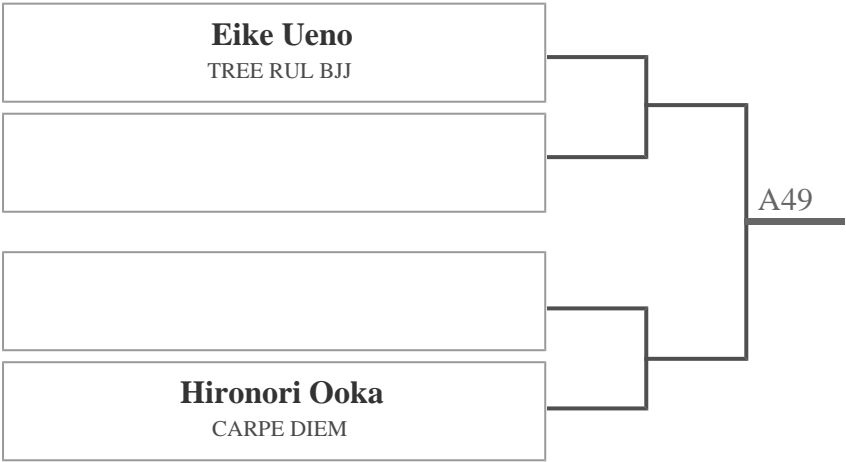 Eike Ueno
TREE RUL BJJ
A49
Hironori Ooka
CARPE DIEM